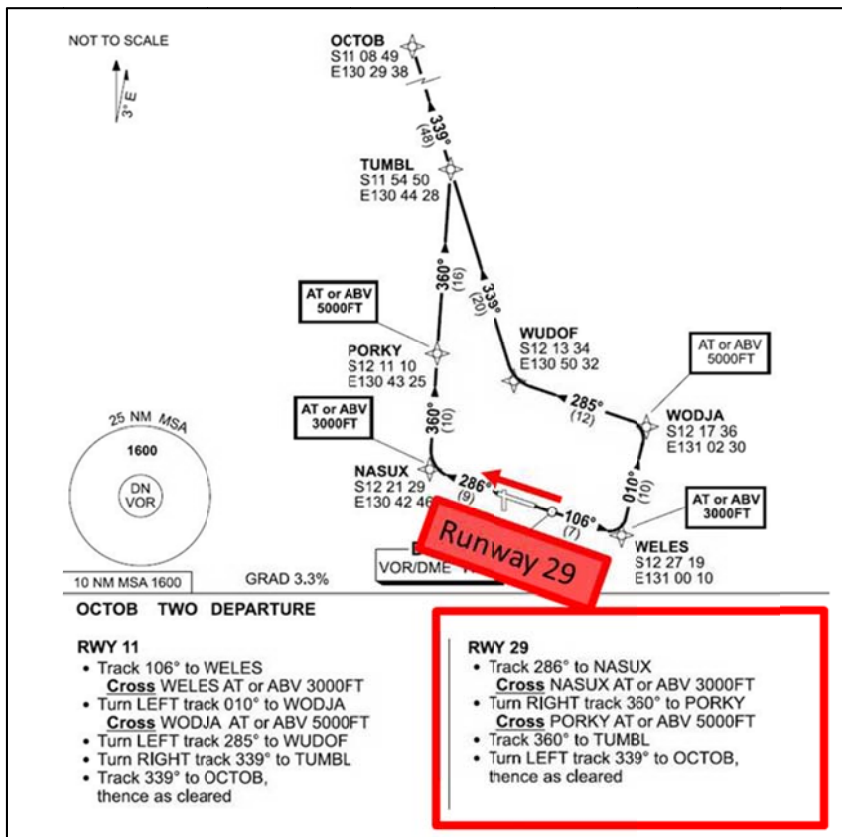 NOT TO SCALE
3° E
OCTOB
S11 08 49
E130 29 38
339°
(48)
TUMBL
S11 54 50
E130 44 28
360°
(16)
339°
(20)
AT or ABV
5000FT
PORKY
S12 11 10
E130 43 25
WUDOF
S12 13 34
E130 50 32
AT or ABV
5000FT
285°
(12)
WODJA
S12 17 36
E131 02 30
25 NM MSA
1600
DN
VOR
AT or ABV
3000FT
360°
(10)
NASUX
S12 21 29
E130 42 46
286°
(9)
010°
(10)
AT or ABV
3000FT
106°
(7)
WELES
S12 27 19
E131 00 10
Runway 29
VOR/DME
10 NM MSA 1600
GRAD 3.3%
OCTOB TWO DEPARTURE
RWY 11
• Track 106° to WELES
Cross WELES AT or ABV 3000FT
• Turn LEFT track 010° to WODJA
Cross WODJA AT or ABV 5000FT
• Turn LEFT track 285° to WUDOF
• Turn RIGHT track 339° to TUMBL
• Track 339° to OCTOB,
thence as cleared
RWY 29
• Track 286° to NASUX
Cross NASUX AT or ABV 3000FT
• Turn RIGHT track 360° to PORKY
Cross PORKY AT or ABV 5000FT
• Track 360° to TUMBL
• Turn LEFT track 339° to OCTOB,
thence as cleared